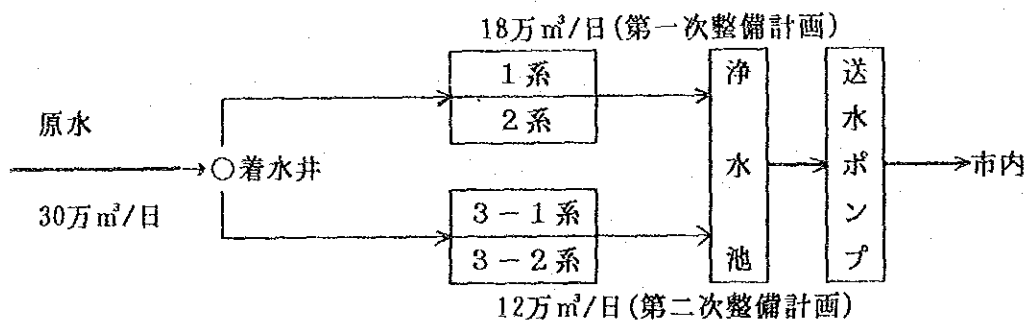 18万㎥/日(第一次整備計画)
原水
30万㎥/日
着水井
1系
2系
3-1系
3-2系
浄水池
送水ポンプ
市内
12万㎥/日(第二次整備計画)